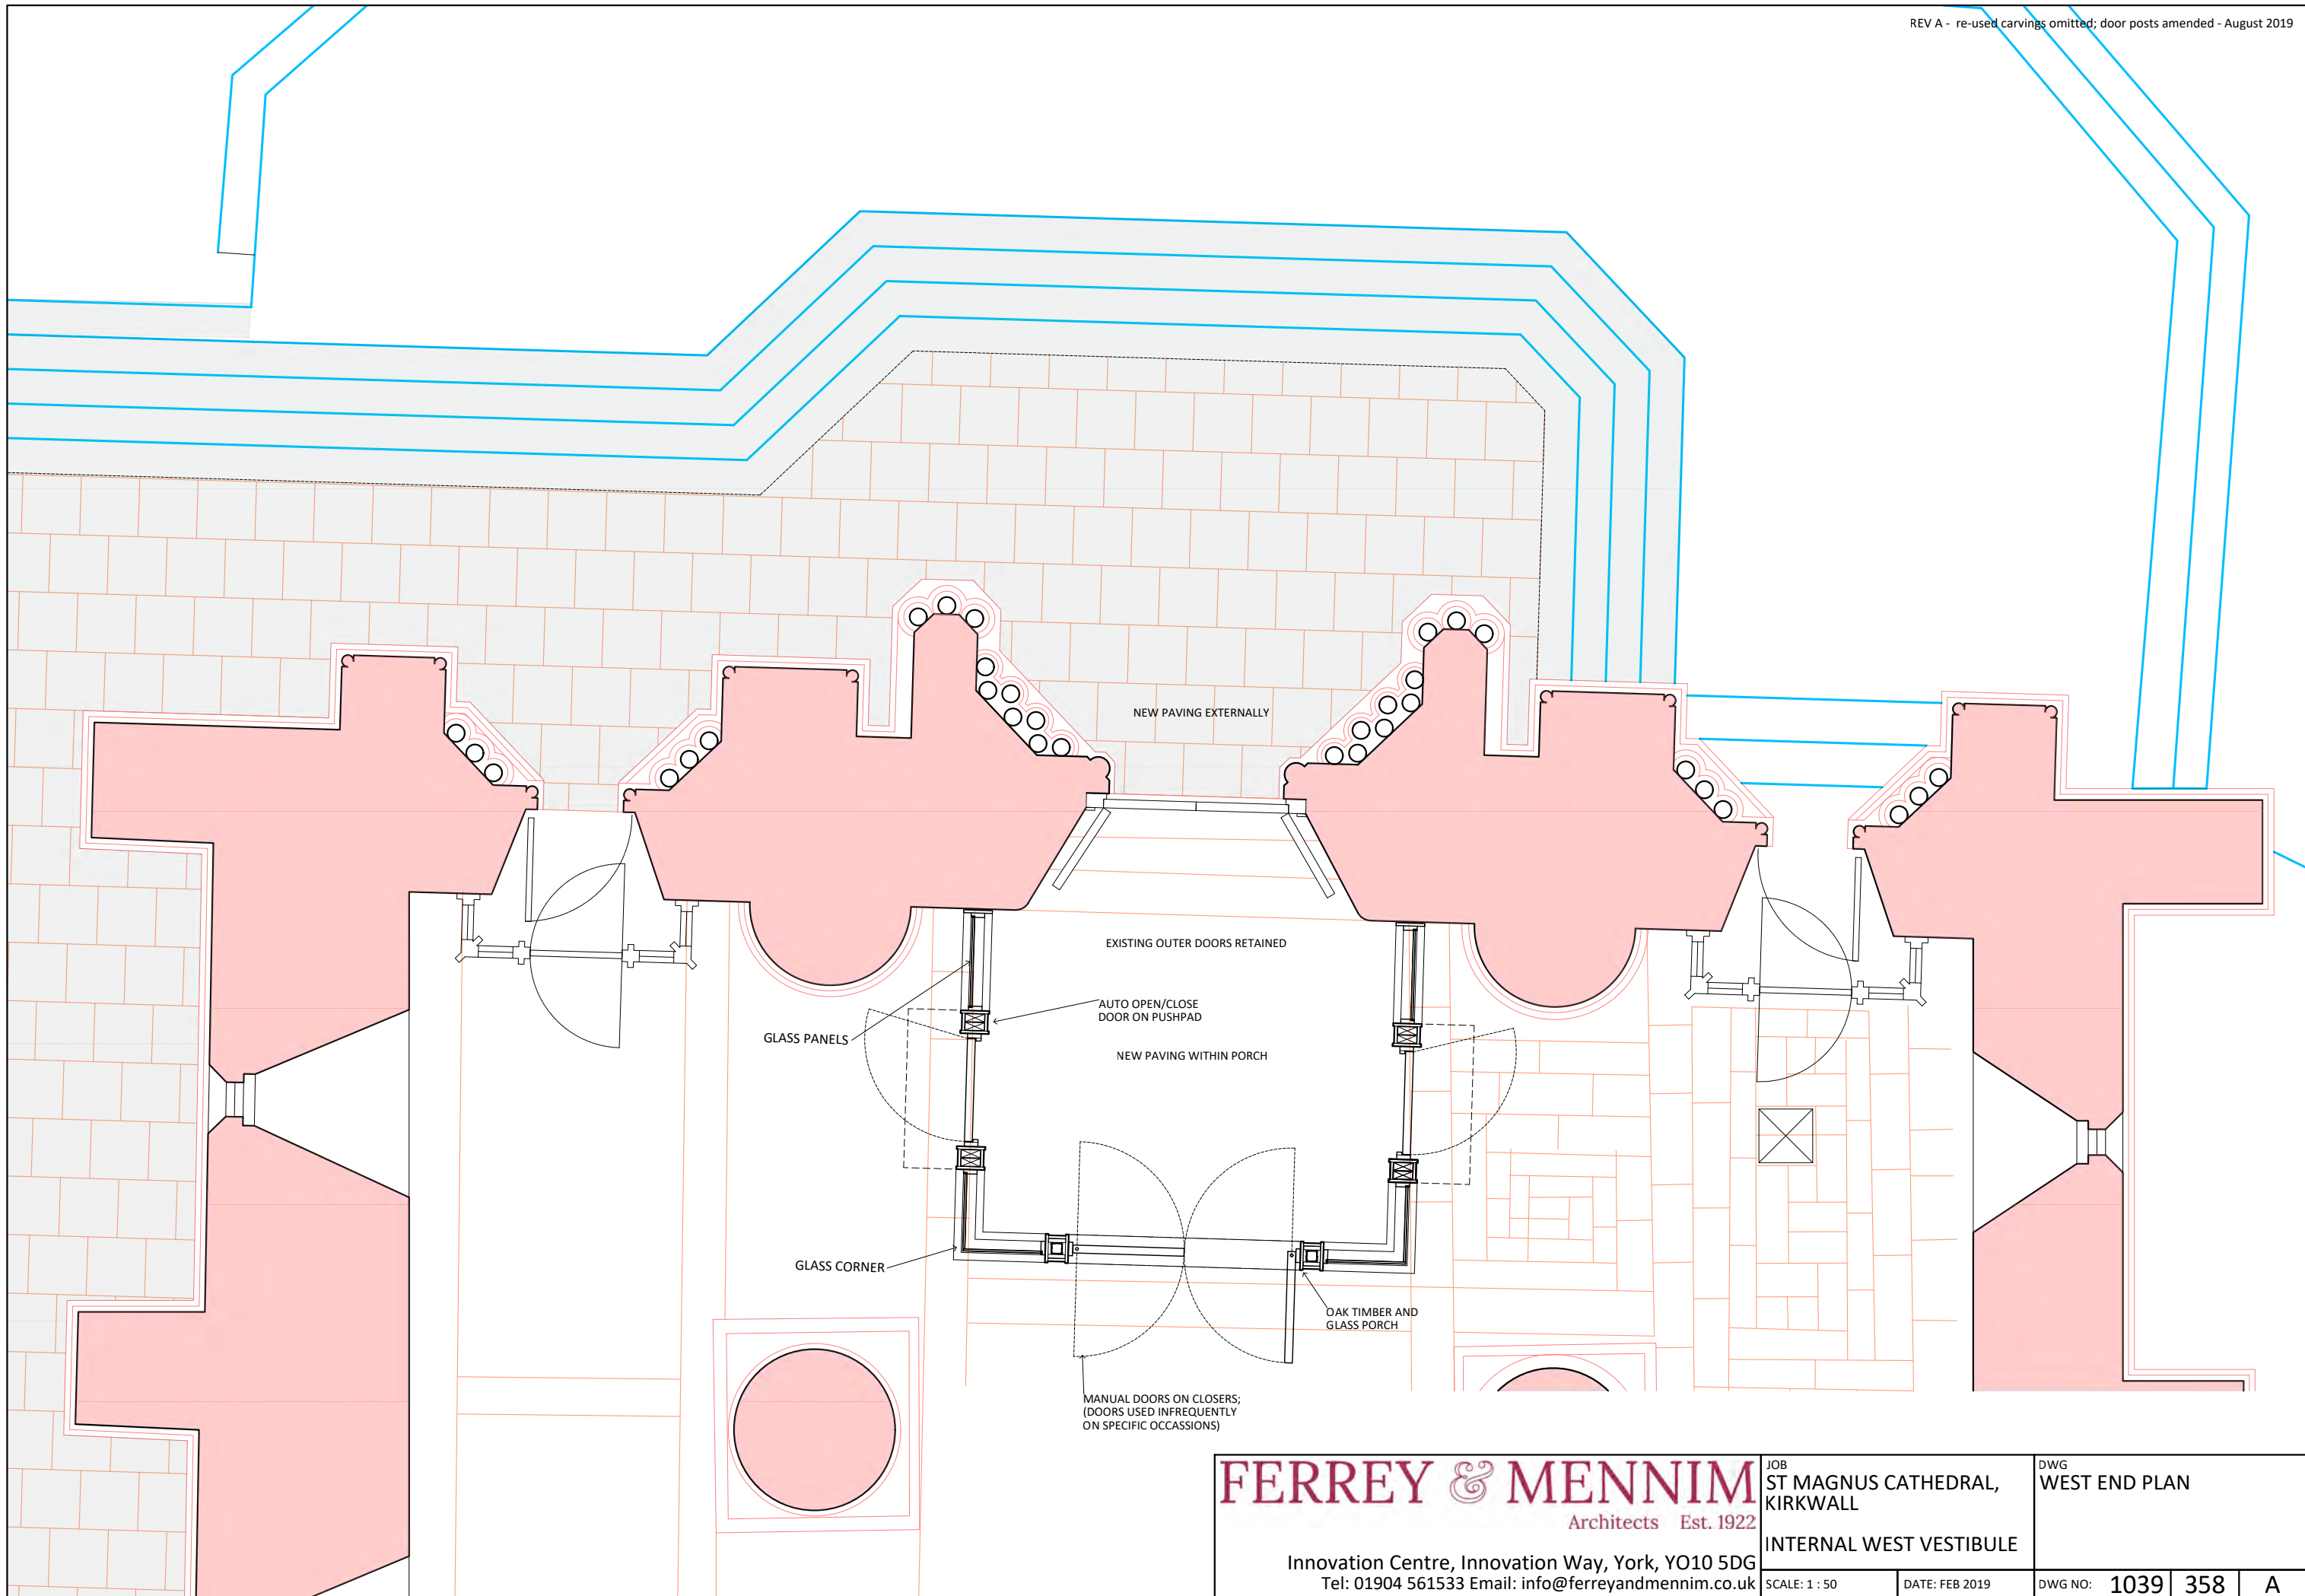 REV A - re-used carvings omitted; door posts amended - August 2019
NEW PAVING EXTERNALLY
EXISTING OUTER DOORS RETAINED
AUTO OPEN/CLOSE
DOOR ON PUSHPAD
GLASS PANELS
NEW PAVING WITHIN PORCH
GLASS CORNER
OAK TIMBER AND
GLASS PORCH
MANUAL DOORS ON CLOSERS;
(DOORS USED INFREQUENTLY
ON SPECIFIC OCCASSIONS)
FERREY & MENNIM
Architects Est. 1922
Innovation Centre, Innovation Way, York, YO10 5DG
Tel: 01904 561533 Email: info@ferreyandmennim.co.uk
JOB
ST MAGNUS CATHEDRAL,
KIRKWALL
INTERNAL WEST VESTIBULE
DWG
WEST END PLAN
SCALE: 1 : 50
DATE: FEB 2019
DWG NO: 1039 358 A